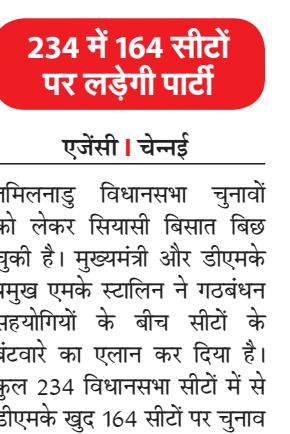 234 में 164 सीटों
पर लड़ेगी पार्टी
एजेंसी | चेन्नई
तमिलनाडु विधानसभा चुनावों
को लेकर सियासी बिसात बिछ
चुकी है। मुख्यमंत्री और डीएमके
प्रमुख एमके स्टालिन ने गठबंधन
सहयोगियों के बीच सीटों के
बंटवारे का एलान कर दिया है।
कुल 234 विधानसभा सीटों में से
डीएमके खुद 164 सीटों पर चुनाव